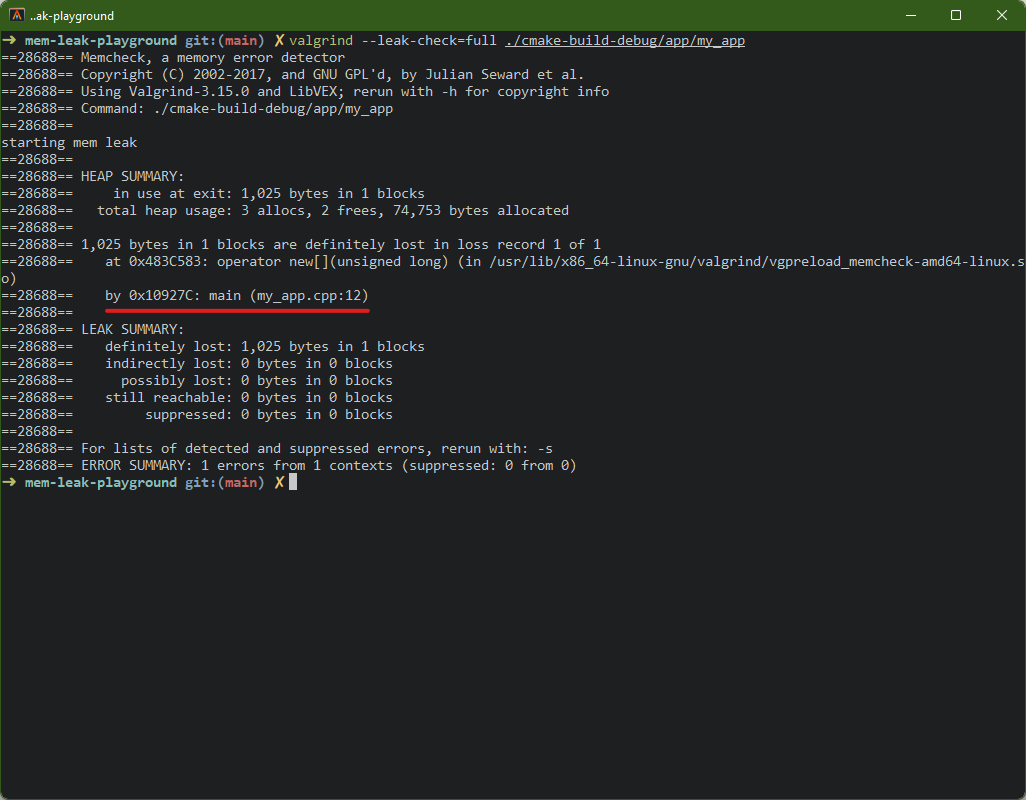 ..ak-playground
→ mem-leak-playground git:(main) ✗ valgrind --leak-check=full ./cmake-build-debug/app/my_app
==28688== Memcheck, a memory error detector
==28688== Copyright (C) 2002-2017, and GNU GPL'd, by Julian Seward et al.
==28688== Using Valgrind-3.15.0 and LibVEX; rerun with -h for copyright info
==28688== Command: ./cmake-build-debug/app/my_app
==28688==
starting mem leak
==28688==
==28688== HEAP SUMMARY:
==28688==     in use at exit: 1,025 bytes in 1 blocks
==28688==   total heap usage: 3 allocs, 2 frees, 74,753 bytes allocated
==28688==
==28688== 1,025 bytes in 1 blocks are definitely lost in loss record 1 of 1
==28688==    at 0x483C583: operator new[](unsigned long) (in /usr/lib/x86_64-linux-gnu/valgrind/vgpreload_memcheck-amd64-linux.s
o)
==28688==    by 0x10927C: main (my_app.cpp:12)
==28688==
==28688== LEAK SUMMARY:
==28688==    definitely lost: 1,025 bytes in 1 blocks
==28688==    indirectly lost: 0 bytes in 0 blocks
==28688==      possibly lost: 0 bytes in 0 blocks
==28688==    still reachable: 0 bytes in 0 blocks
==28688==         suppressed: 0 bytes in 0 blocks
==28688==
==28688== For lists of detected and suppressed errors, rerun with: -s
==28688== ERROR SUMMARY: 1 errors from 1 contexts (suppressed: 0 from 0)
→ mem-leak-playground git:(main) ✗